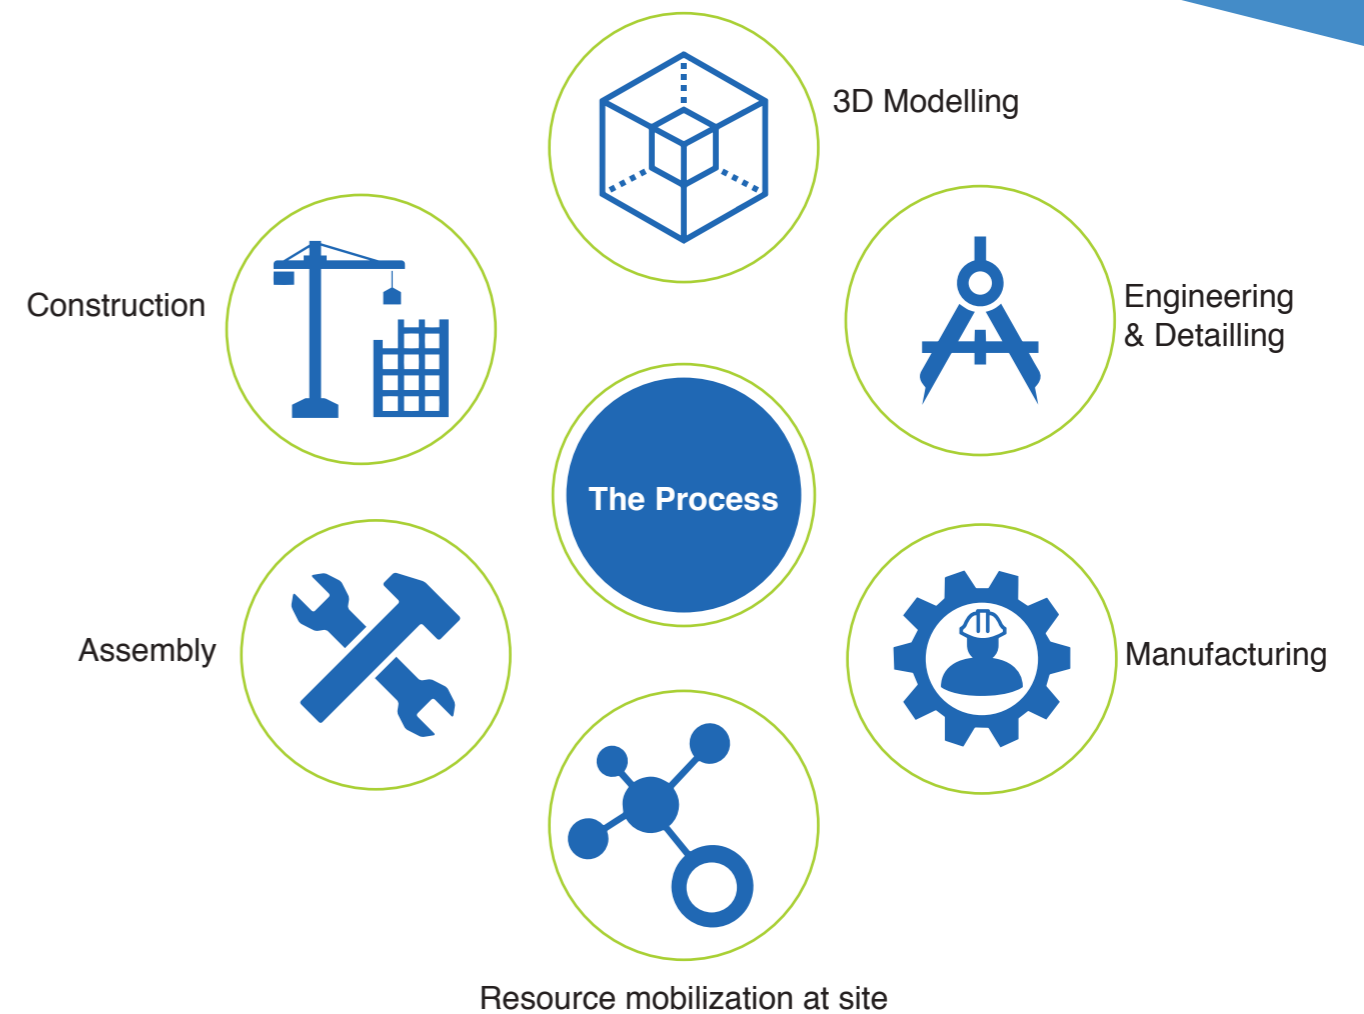 3D Modelling
Engineering
& Detailling
Manufacturing
Resource mobilization at site
Assembly
Construction
The Process